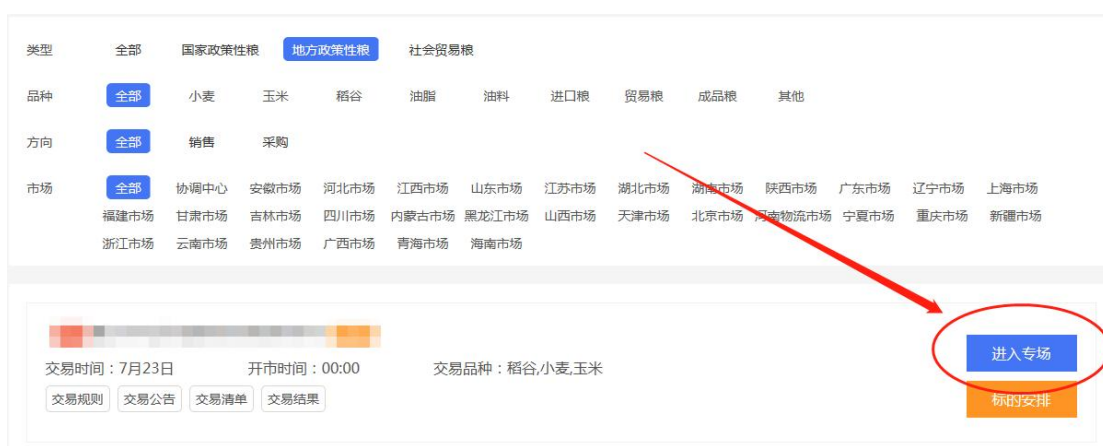 类型 全部 国家政策性粮 地方政策性粮 社会贸易粮
品种 全部 小麦 玉米 稻谷 油脂 油料 进口粮 贸易粮 成品粮 其他
方向 全部 销售 采购
市场 全部 协调中心 安徽市场 河北市场 江西市场 山东市场 江苏市场 湖北市场 湖南市场 陕西市场 广东市场 辽宁市场 上海市场
福建市场 甘肃市场 吉林市场 四川市场 内蒙古市场 黑龙江市场 山西市场 天津市场 北京市场 河南物流市场 宁夏市场 重庆市场 新疆市场
浙江市场 云南市场 贵州市场 广西市场 青海市场 海南市场
进入专场
交易时间：7月23日 开市时间：00:00 交易品种：稻谷,小麦,玉米
交易规则 交易公告 交易清单 交易结果 标的安排